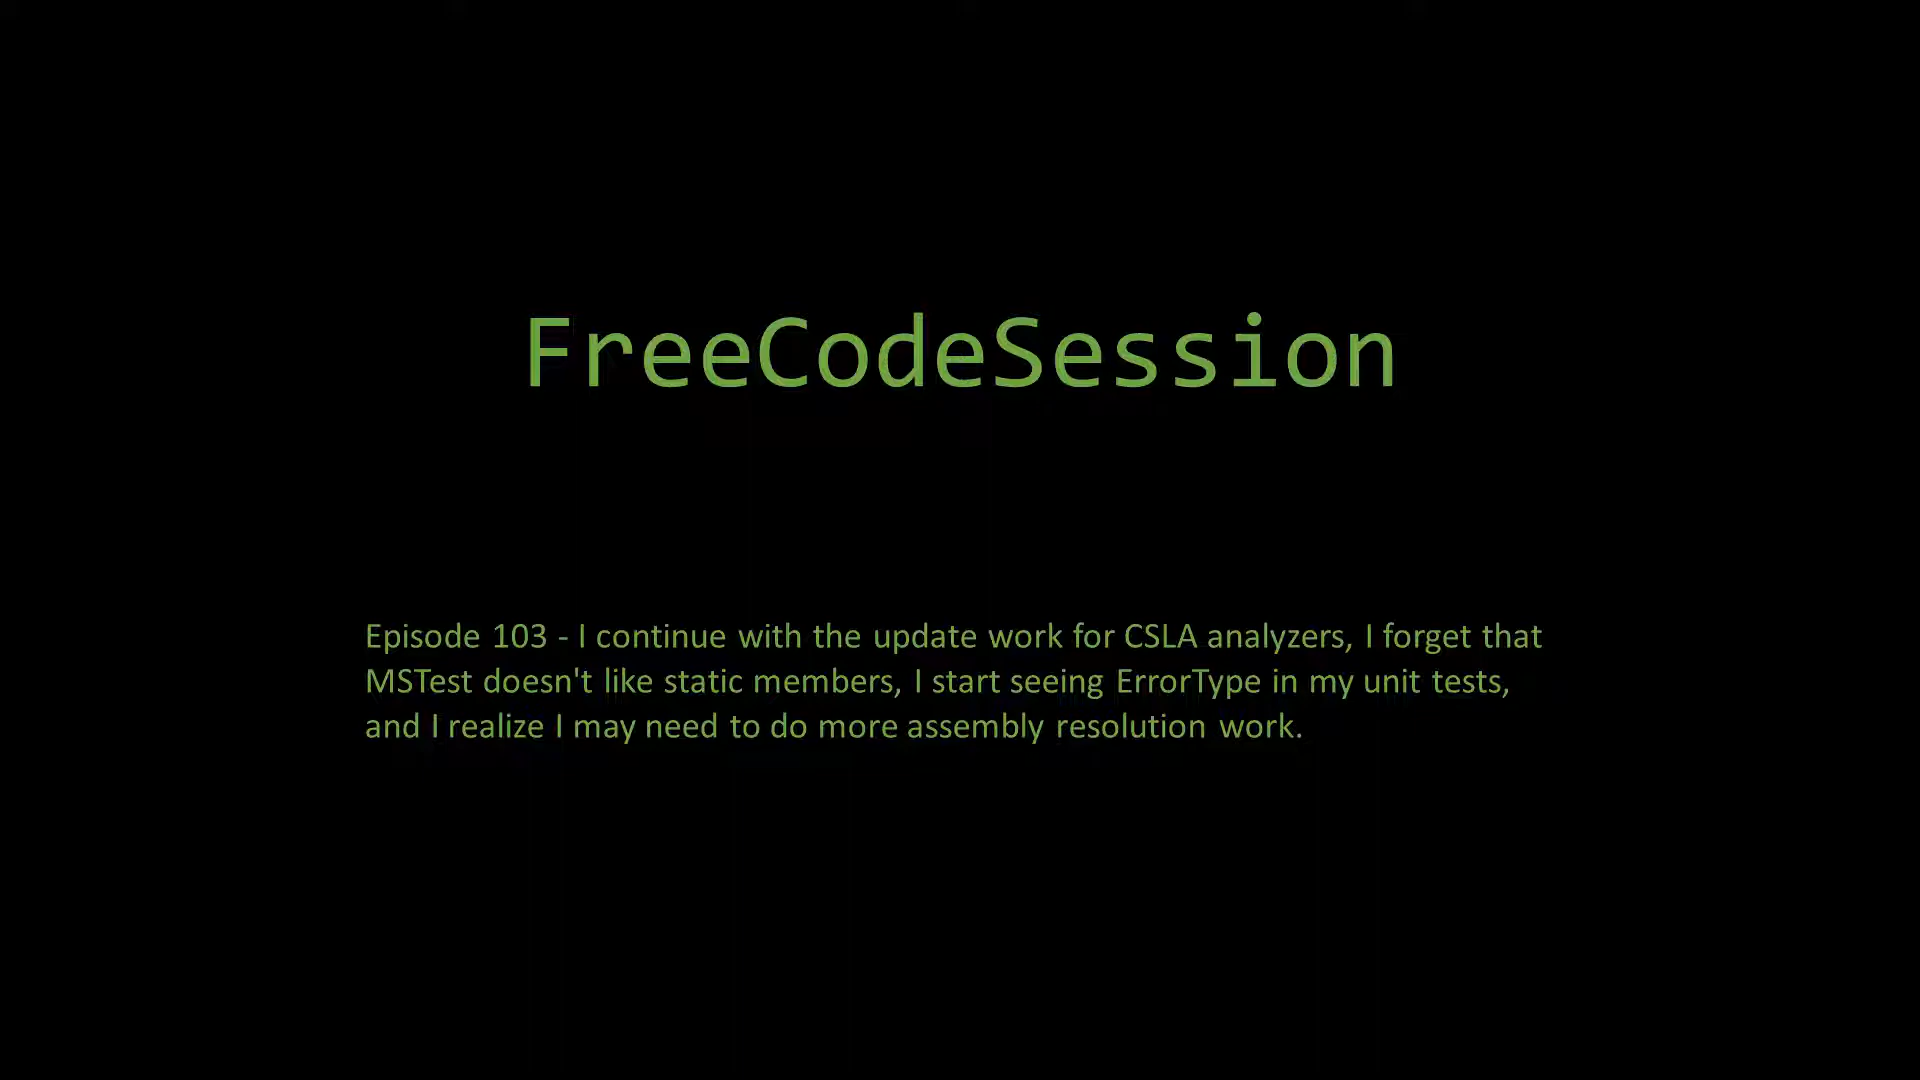 FreeCodeSession
Episode 103 - I continue with the update work for CSLA analyzers, I forget that
MSTest doesn't like static members, I start seeing ErrorType in my unit tests,
and I realize I may need to do more assembly resolution work.